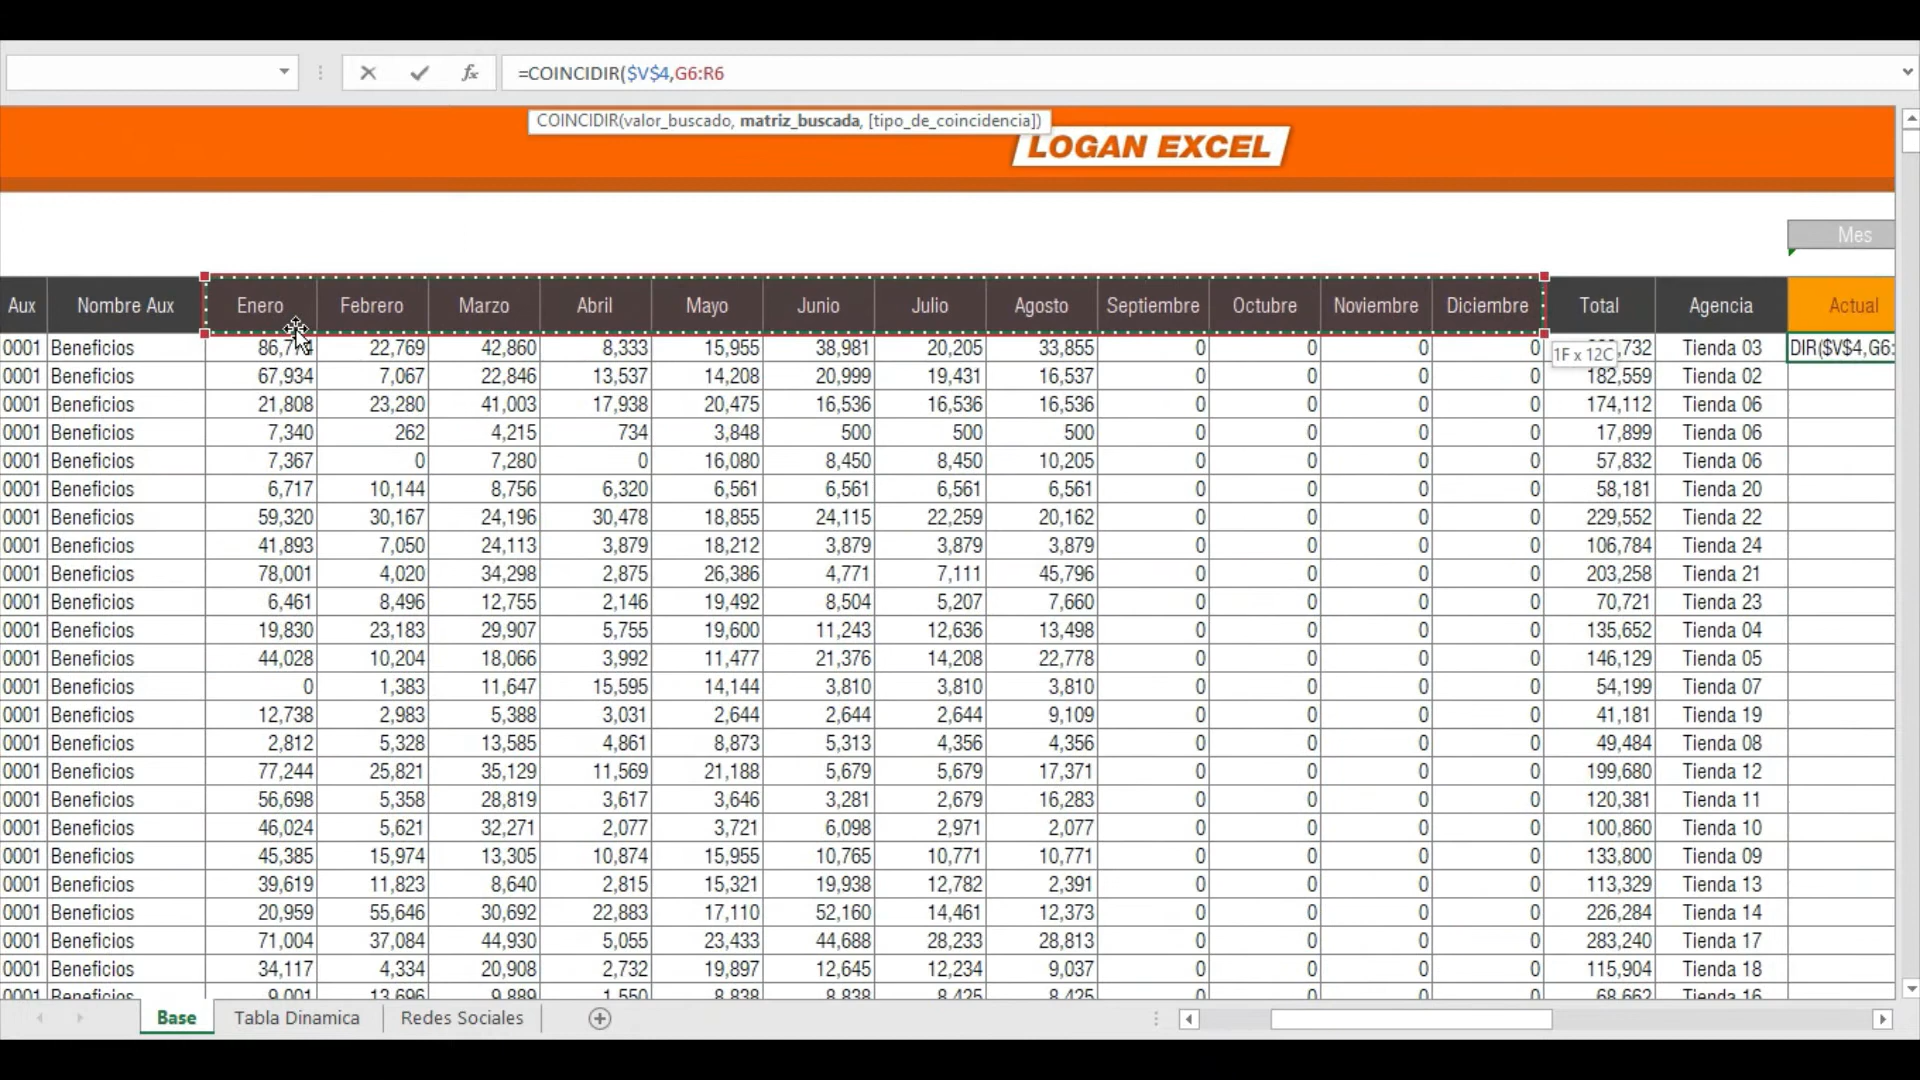 =COINCIDIR($V$4,G6:R6
COINCIDIR(valor_buscado, matriz_buscada, [tipo_de_coincidencia])
LOGAN EXCEL
Mes
Aux Nombre Aux Enero Febrero Marzo Abril Mayo Junio Julio Agosto Septiembre Octubre Noviembre Diciembre Total Agencia Actual
0001 Beneficios 22,769 42,860 8,333 15,955 38,981 20,205 33,855 0 0 0 0 ,732 Tienda 03 DIR($V$4,G6:
1F x 12C
0001 Beneficios 67,934 7,067 22,846 13,537 14,208 20,999 19,431 16,537 0 0 0 0 182,559 Tienda 02
0001 Beneficios 21,808 23,280 41,003 17,938 20,475 16,536 16,536 16,536 0 0 0 0 174,112 Tienda 06
0001 Beneficios 7,340 262 4,215 734 3,848 500 500 500 0 0 0 0 17,899 Tienda 06
0001 Beneficios 7,367 0 7,280 0 16,080 8,450 8,450 10,205 0 0 0 0 57,832 Tienda 06
0001 Beneficios 6,717 10,144 8,756 6,320 6,561 6,561 6,561 6,561 0 0 0 0 58,181 Tienda 20
0001 Beneficios 59,320 30,167 24,196 30,478 18,855 24,115 22,259 20,162 0 0 0 0 229,552 Tienda 22
0001 Beneficios 41,893 7,050 24,113 3,879 18,212 3,879 3,879 3,879 0 0 0 0 106,784 Tienda 24
0001 Beneficios 78,001 4,020 34,298 2,875 26,386 4,771 7,111 45,796 0 0 0 0 203,258 Tienda 21
0001 Beneficios 6,461 8,496 12,755 2,146 19,492 8,504 5,207 7,660 0 0 0 0 70,721 Tienda 23
0001 Beneficios 19,830 23,183 29,907 5,755 19,600 11,243 12,636 13,498 0 0 0 0 135,652 Tienda 04
0001 Beneficios 44,028 10,204 18,066 3,992 11,477 21,376 14,208 22,778 0 0 0 0 146,129 Tienda 05
0001 Beneficios 0 1,383 11,647 15,595 14,144 3,810 3,810 3,810 0 0 0 0 54,199 Tienda 07
0001 Beneficios 12,738 2,983 5,388 3,031 2,644 2,644 2,644 9,109 0 0 0 0 41,181 Tienda 19
0001 Beneficios 2,812 5,328 13,585 4,861 8,873 5,313 4,356 4,356 0 0 0 0 49,484 Tienda 08
0001 Beneficios 77,244 25,821 35,129 11,569 21,188 5,679 5,679 17,371 0 0 0 0 199,680 Tienda 12
0001 Beneficios 56,698 5,358 28,819 3,617 3,646 3,281 2,679 16,283 0 0 0 0 120,381 Tienda 11
0001 Beneficios 46,024 5,621 32,271 2,077 3,721 6,098 2,971 2,077 0 0 0 0 100,860 Tienda 10
0001 Beneficios 45,385 15,974 13,305 10,874 15,955 10,765 10,771 10,771 0 0 0 0 133,800 Tienda 09
0001 Beneficios 39,619 11,823 8,640 2,815 15,321 19,938 12,782 2,391 0 0 0 0 113,329 Tienda 13
0001 Beneficios 20,959 55,646 30,692 22,883 17,110 52,160 14,461 12,373 0 0 0 0 226,284 Tienda 14
0001 Beneficios 71,004 37,084 44,930 5,055 23,433 44,688 28,233 28,813 0 0 0 0 283,240 Tienda 17
0001 Beneficios 34,117 4,334 20,908 2,732 19,897 12,645 12,234 9,037 0 0 0 0 115,904 Tienda 18
0001 Beneficios 9,001 13,696 9,889 1,550 8,838 8,838 8,425 8,425 0 0 0 0 68,662 Tienda 16
Base Tabla Dinamica Redes Sociales